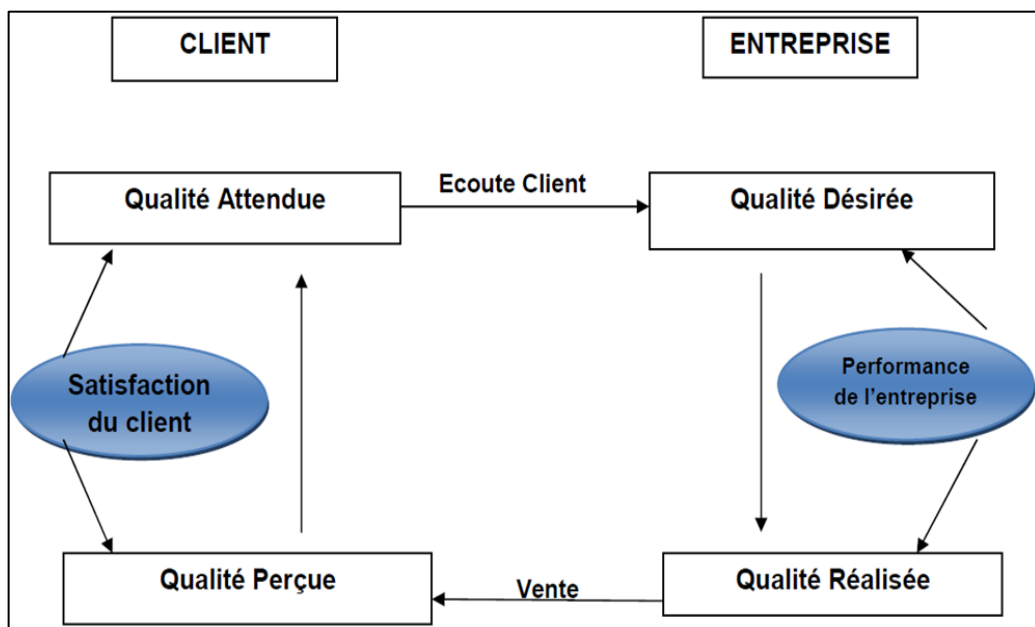 CLIENT
ENTREPRISE
Qualité Attendue
Ecoute Client
Qualité Désirée
Satisfaction
du client
Performance
de l'entreprise
Qualité Perçue
Vente
Qualité Réalisée